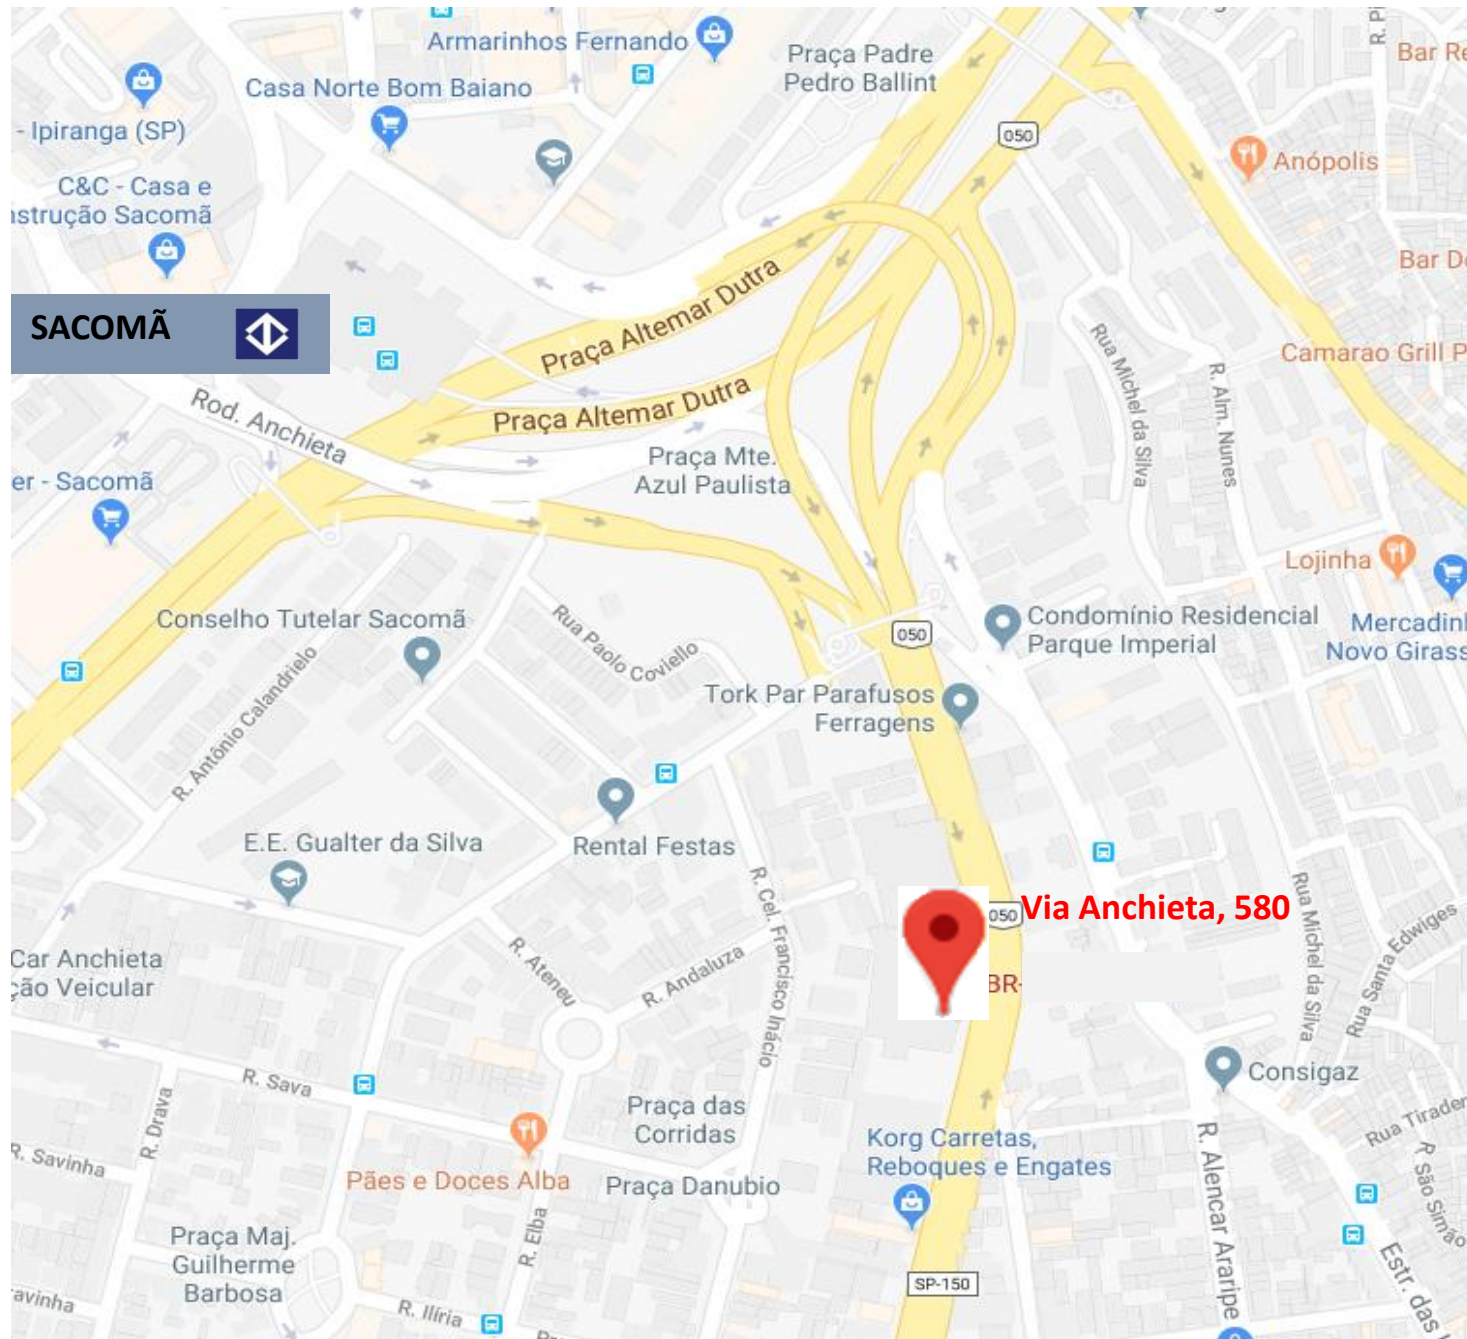 Armarinhos Fernando
Praça Padre
Pedro Ballint
Bar Re
Casa Norte Bom Baiano
- Ipiranga (SP)
050
Anópolis
C&C - Casa e
nstrução Sacomã
Bar D
Praça Altemar Dutra
SACOMÃ
Rua Michel da Silva
Camarao Grill P
R. Alm. Nunes
Praça Altemar Dutra
Rod. Anchieta
Praça Mte.
Azul Paulista
er - Sacomã
Lojinha
Conselho Tutelar Sacomã
Rua Paolo Coviello
050
Condomínio Residencial
Parque Imperial
Mercadinh
Novo Girass
R. Antônio Calandrielo
Tork Par Parafusos
Ferragens
E.E. Gualter da Silva
Rental Festas
R. Cel. Francisco Inácio
050
Via Anchieta, 580
Rua Michel da Silva
Rua Santa Edwiges
Car Anchieta
ção Veicular
R. Ateneu
R. Andaluza
BR-
R. Sava
Consigaz
R. Drava
Praça das
Corridas
Rua Tirader
R. Savinha
Korg Carretas,
Reboques e Engates
Pães e Doces Alba
Praça Danubio
R. Alencar Araripe
R. São Simão
Praça Maj.
Guilherme
Barbosa
R. Elba
SP-150
Estr. das
avinha
R. Ilíria